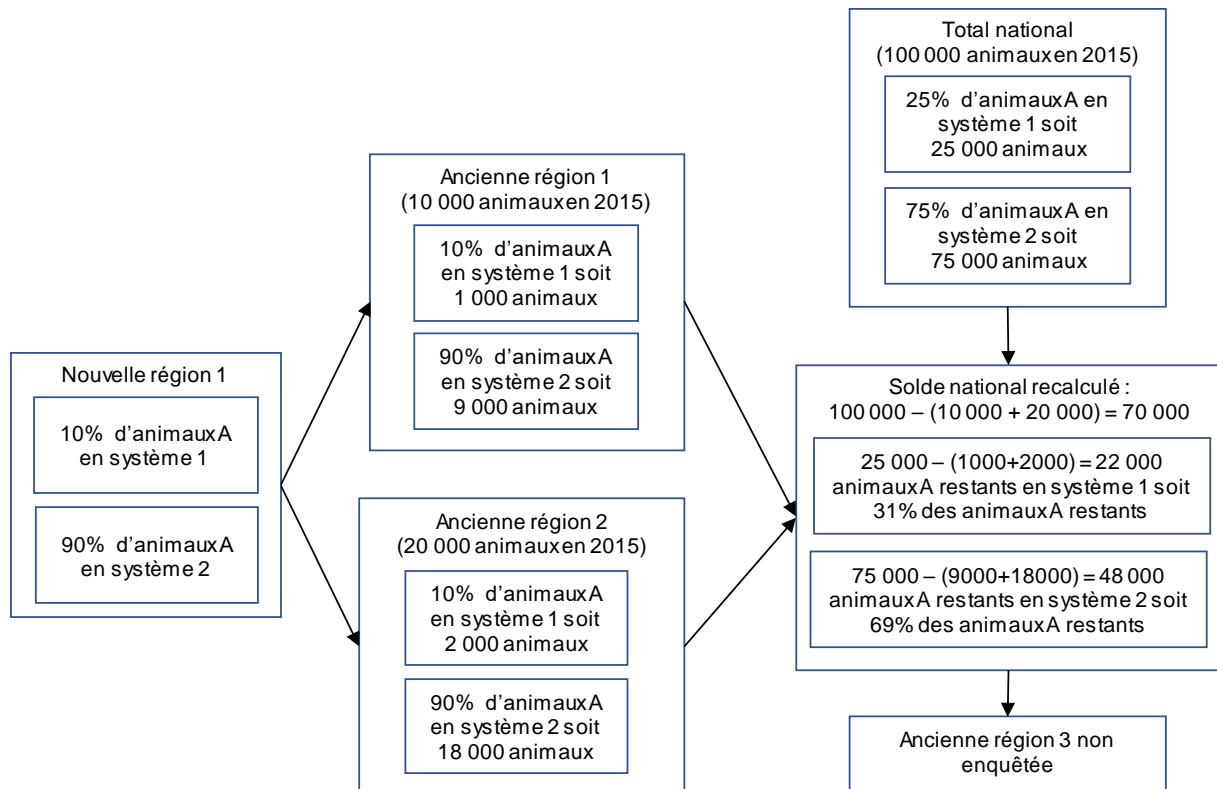 Nouvelle région 1
10% d'animaux A
en système 1
90% d'animaux A
en système 2
Ancienne région 1
(10 000 animaux en 2015)
10% d'animaux A
en système 1 soit
1 000 animaux
90% d'animaux A
en système 2 soit
9 000 animaux
Ancienne région 2
(20 000 animaux en 2015)
10% d'animaux A
en système 1 soit
2 000 animaux
90% d'animaux A
en système 2 soit
18 000 animaux
Total national
(100 000 animaux en 2015)
25% d'animaux A en
système 1 soit
25 000 animaux
75% d'animaux A en
système 2 soit
75 000 animaux
Solde national recalculé :
100 000 – (10 000 + 20 000) = 70 000
25 000 – (1000+2000) = 22 000
animaux A restants en système 1 soit
31% des animaux A restants
75 000 – (9000+18000) = 48 000
animaux A restants en système 2 soit
69% des animaux A restants
Ancienne région 3 non
enquêtée